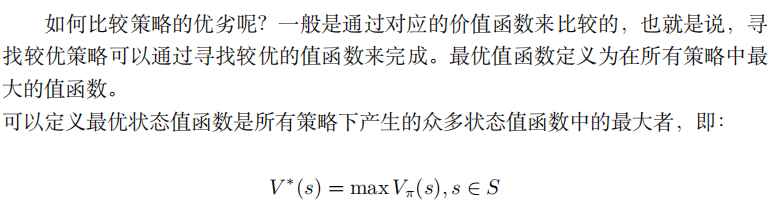 如何比较策略的优劣呢？一般是通过对应的价值函数来比较的，也就是说，寻
找较优策略可以通过寻找较优的值函数来完成。最优值函数定义为在所有策略中最
大的值函数。
可以定义最优状态值函数是所有策略下产生的众多状态值函数中的最大者，即：
V*(s) = max Vπ(s), s ∈ S